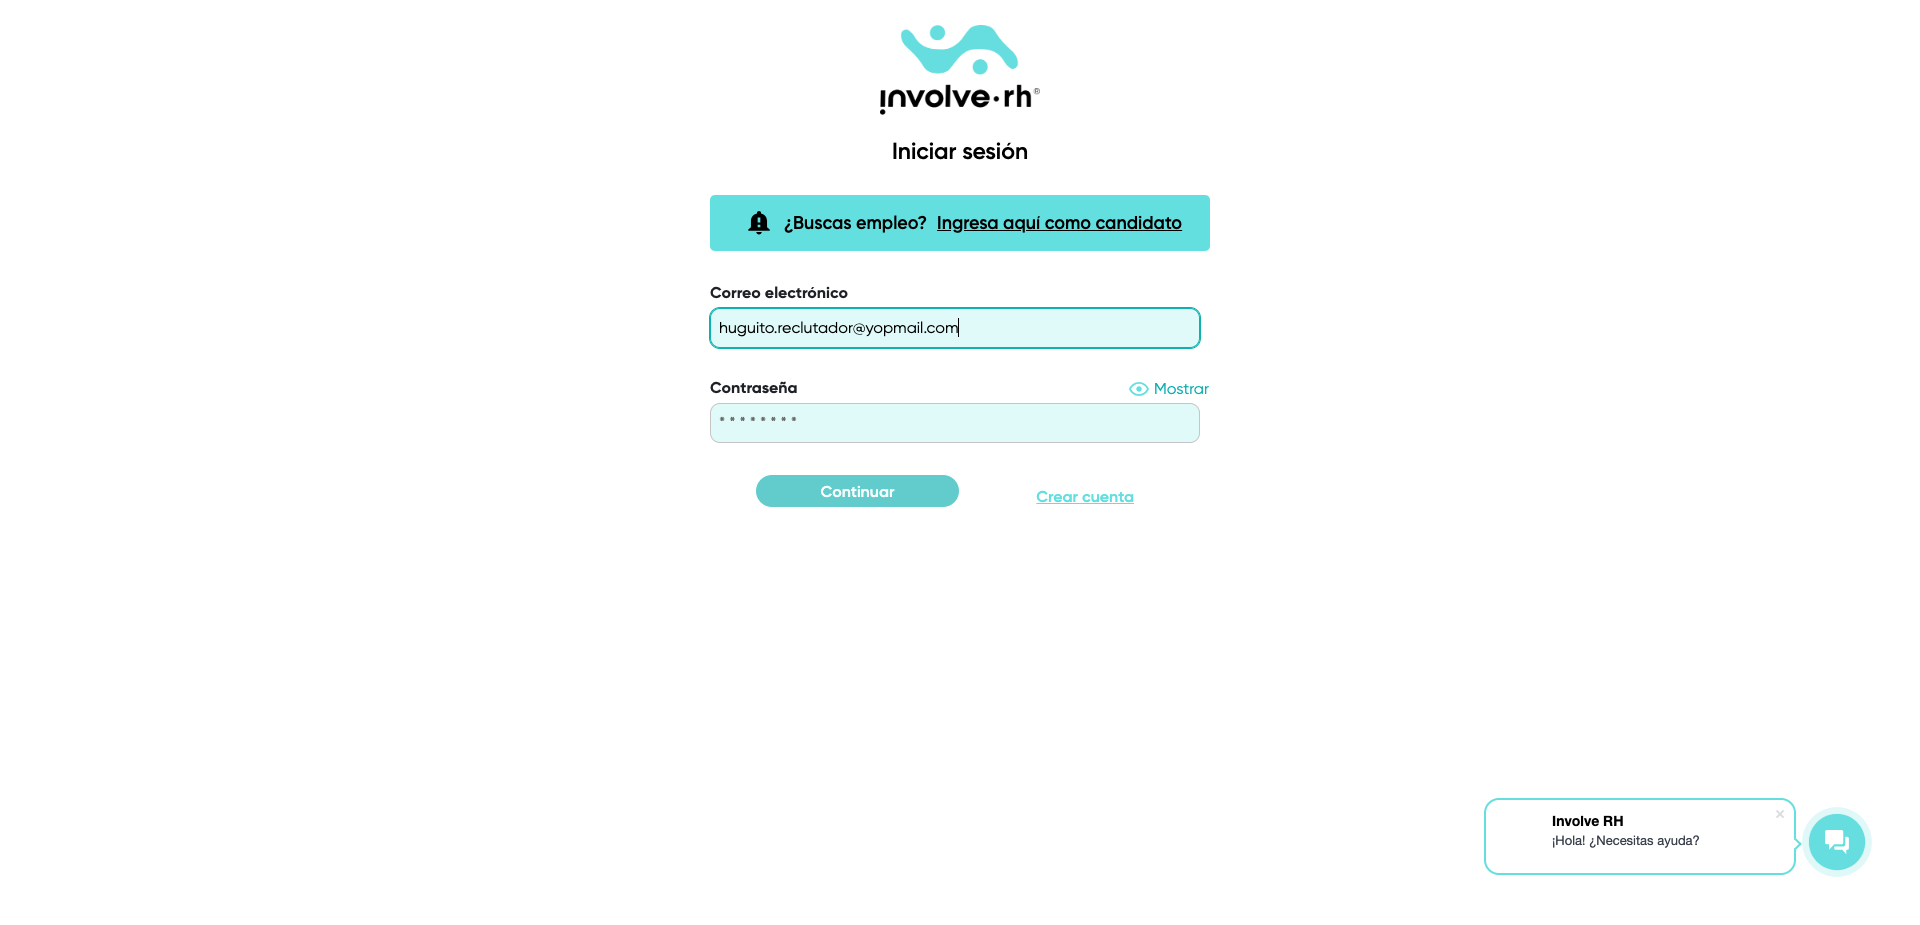 involve·rh®
Iniciar sesión
¿Buscas empleo? Ingresa aquí como candidato
Correo electrónico
huguito.reclutador@yopmail.com
Contraseña
Mostrar
* * * * * * * *
Continuar
Crear cuenta
Involve RH
×
¡Hola! ¿Necesitas ayuda?